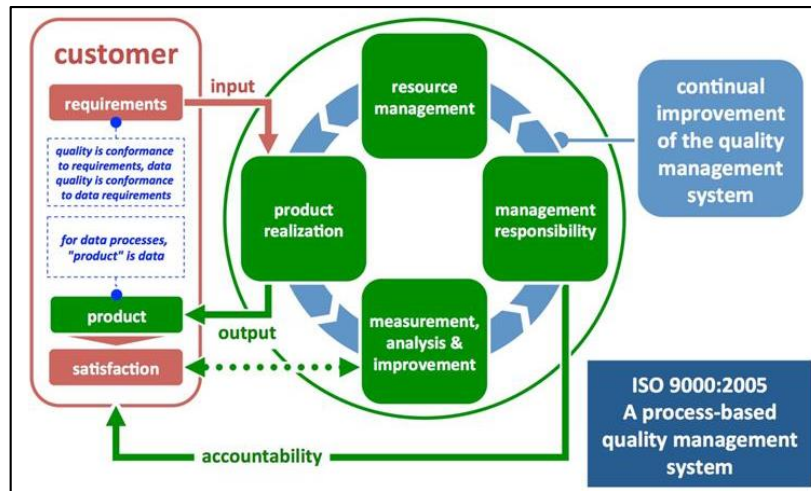 customer
requirements
quality is conformance
to requirements, data
quality is conformance
to data requirements
for data processes,
"product" is data
product
satisfaction
input
output
accountability
resource
management
product
realization
management
responsibility
measurement,
analysis &
improvement
continual
improvement
of the quality
management
system
ISO 9000:2005
A process-based
quality management
system